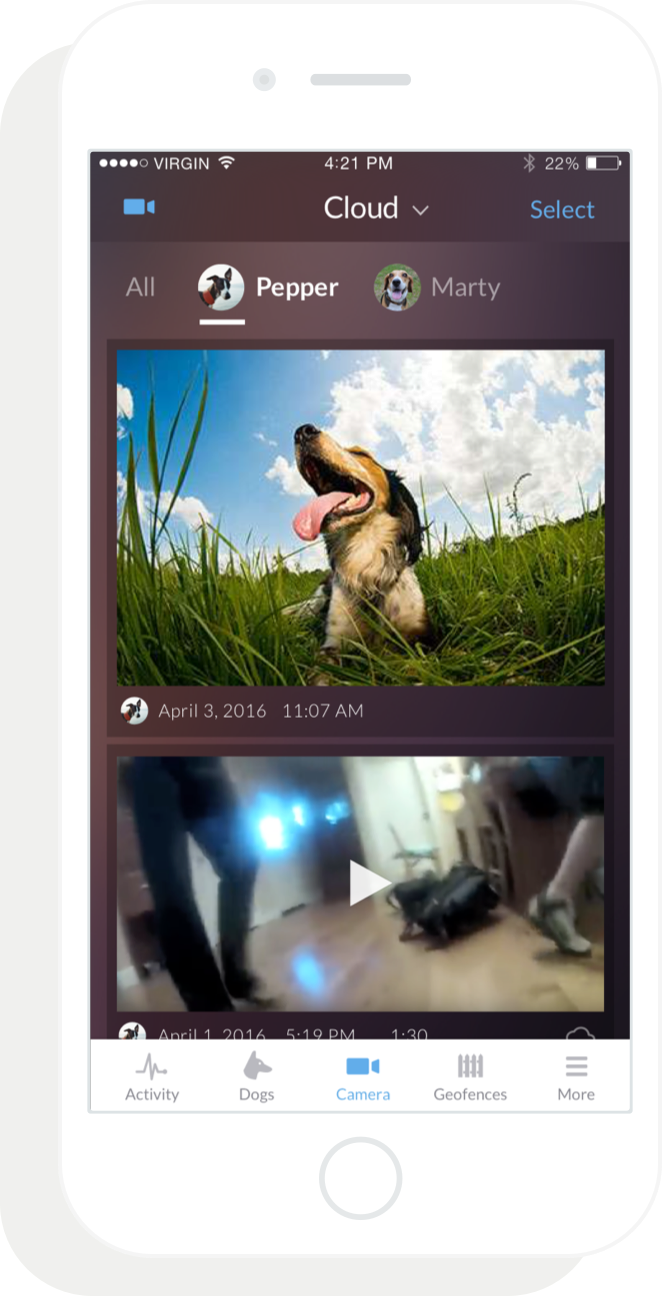 VIRGIN 4:21 PM 22%
Cloud Select
All Pepper Marty
April 3, 2016 11:07 AM
April 1, 2016 5:19 PM 1:30
Activity Dogs Camera Geofences More